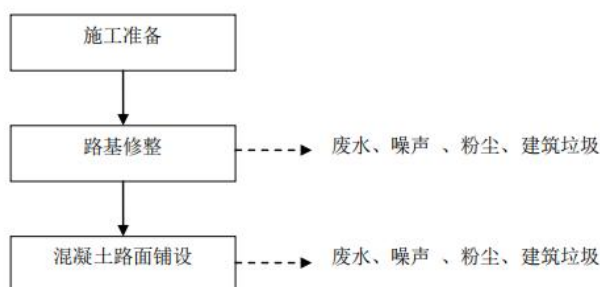 施工准备
路基修整
废水、噪声 、粉尘、建筑垃圾
混凝土路面铺设
废水、噪声 、粉尘、建筑垃圾